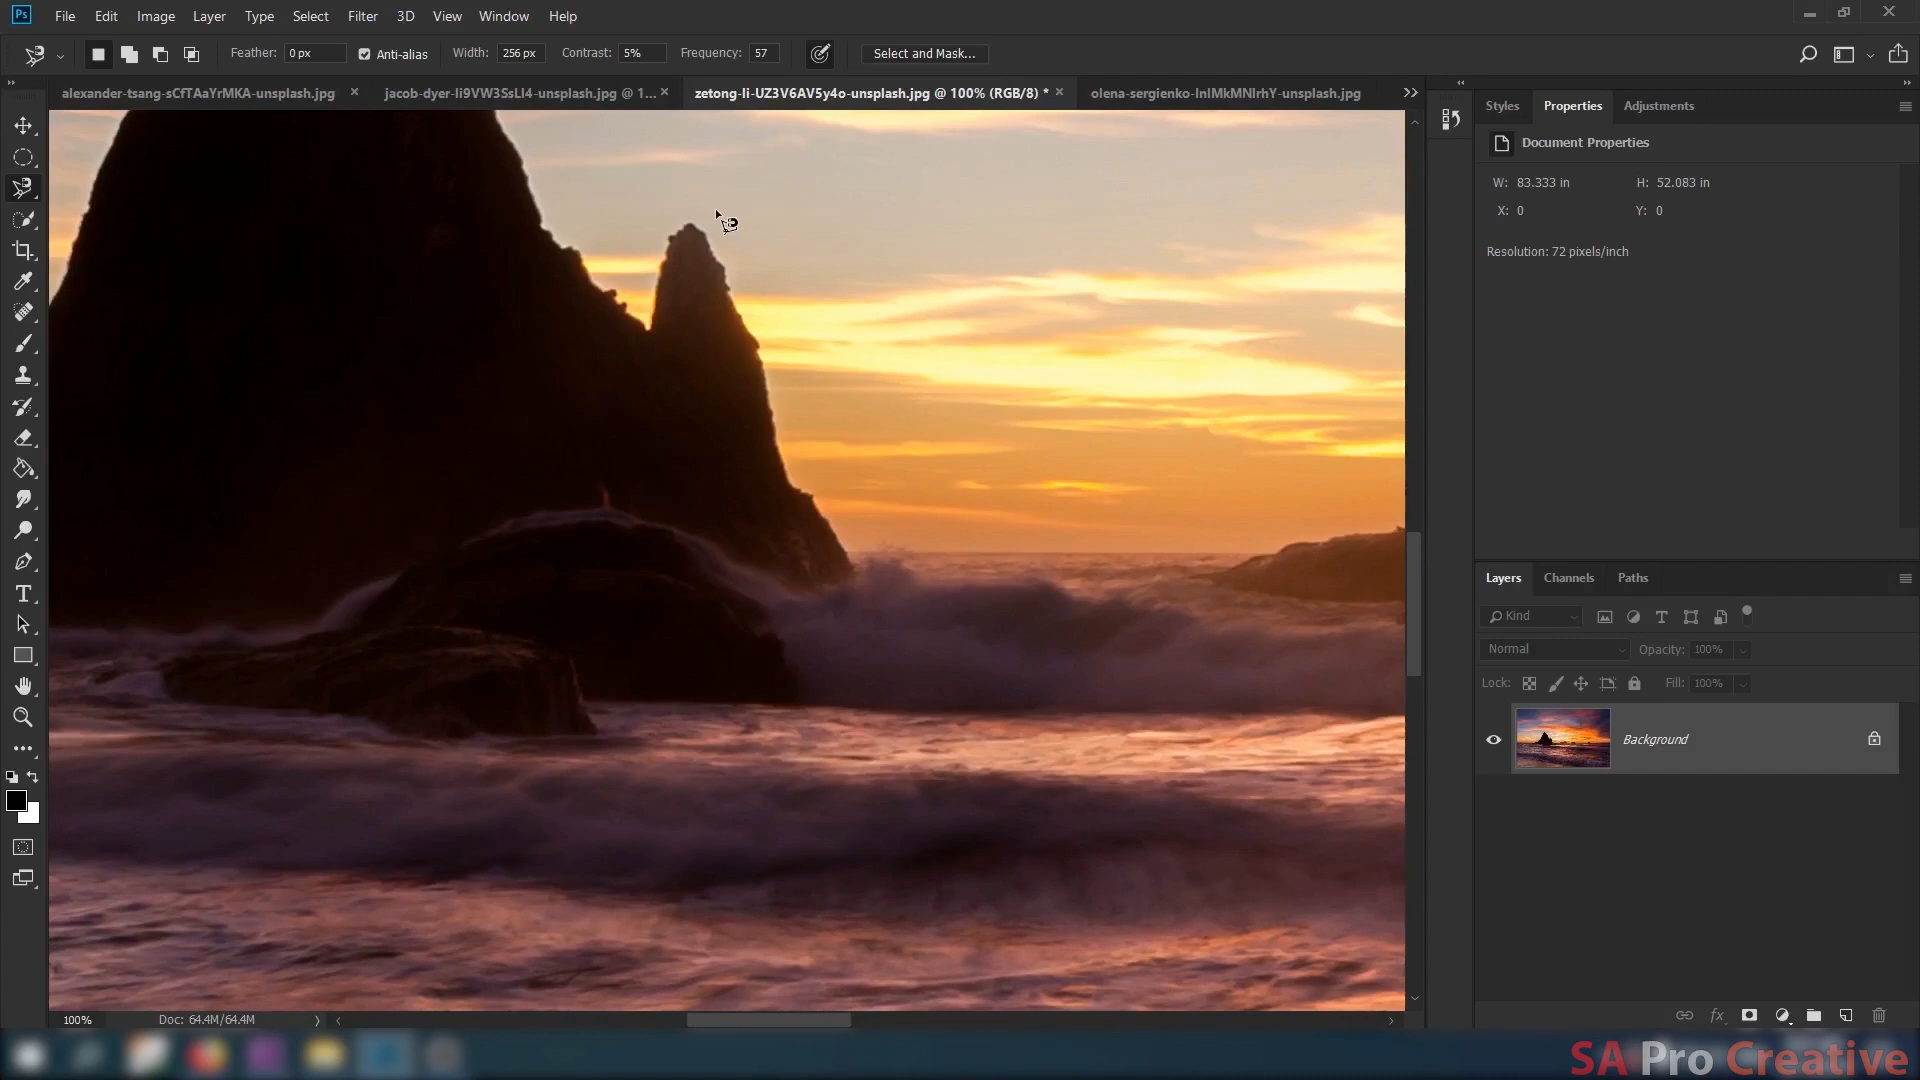 Ps File Edit Image Layer Type Select Filter 3D View Window Help
Feather: 0 px Anti-alias Width: 256 px Contrast: 5% Frequency: 57 Select and Mask...
alexander-tsang-sCfTAaYrMKA-unsplash.jpg jacob-dyer-li9VW3SsLI4-unsplash.jpg @ 1... zetong-li-UZ3V6AV5y4o-unsplash.jpg @ 100% (RGB/8) * olena-sergienko-lnlMkMNlrhY-unsplash.jpg
Styles Properties Adjustments
Document Properties
W: 83.333 in H: 52.083 in
X: 0 Y: 0
Resolution: 72 pixels/inch
Layers Channels Paths
Kind
Normal Opacity: 100%
Lock: Fill: 100%
Background
fx
100% Doc: 64.4M/64.4M
SA Pro Creative